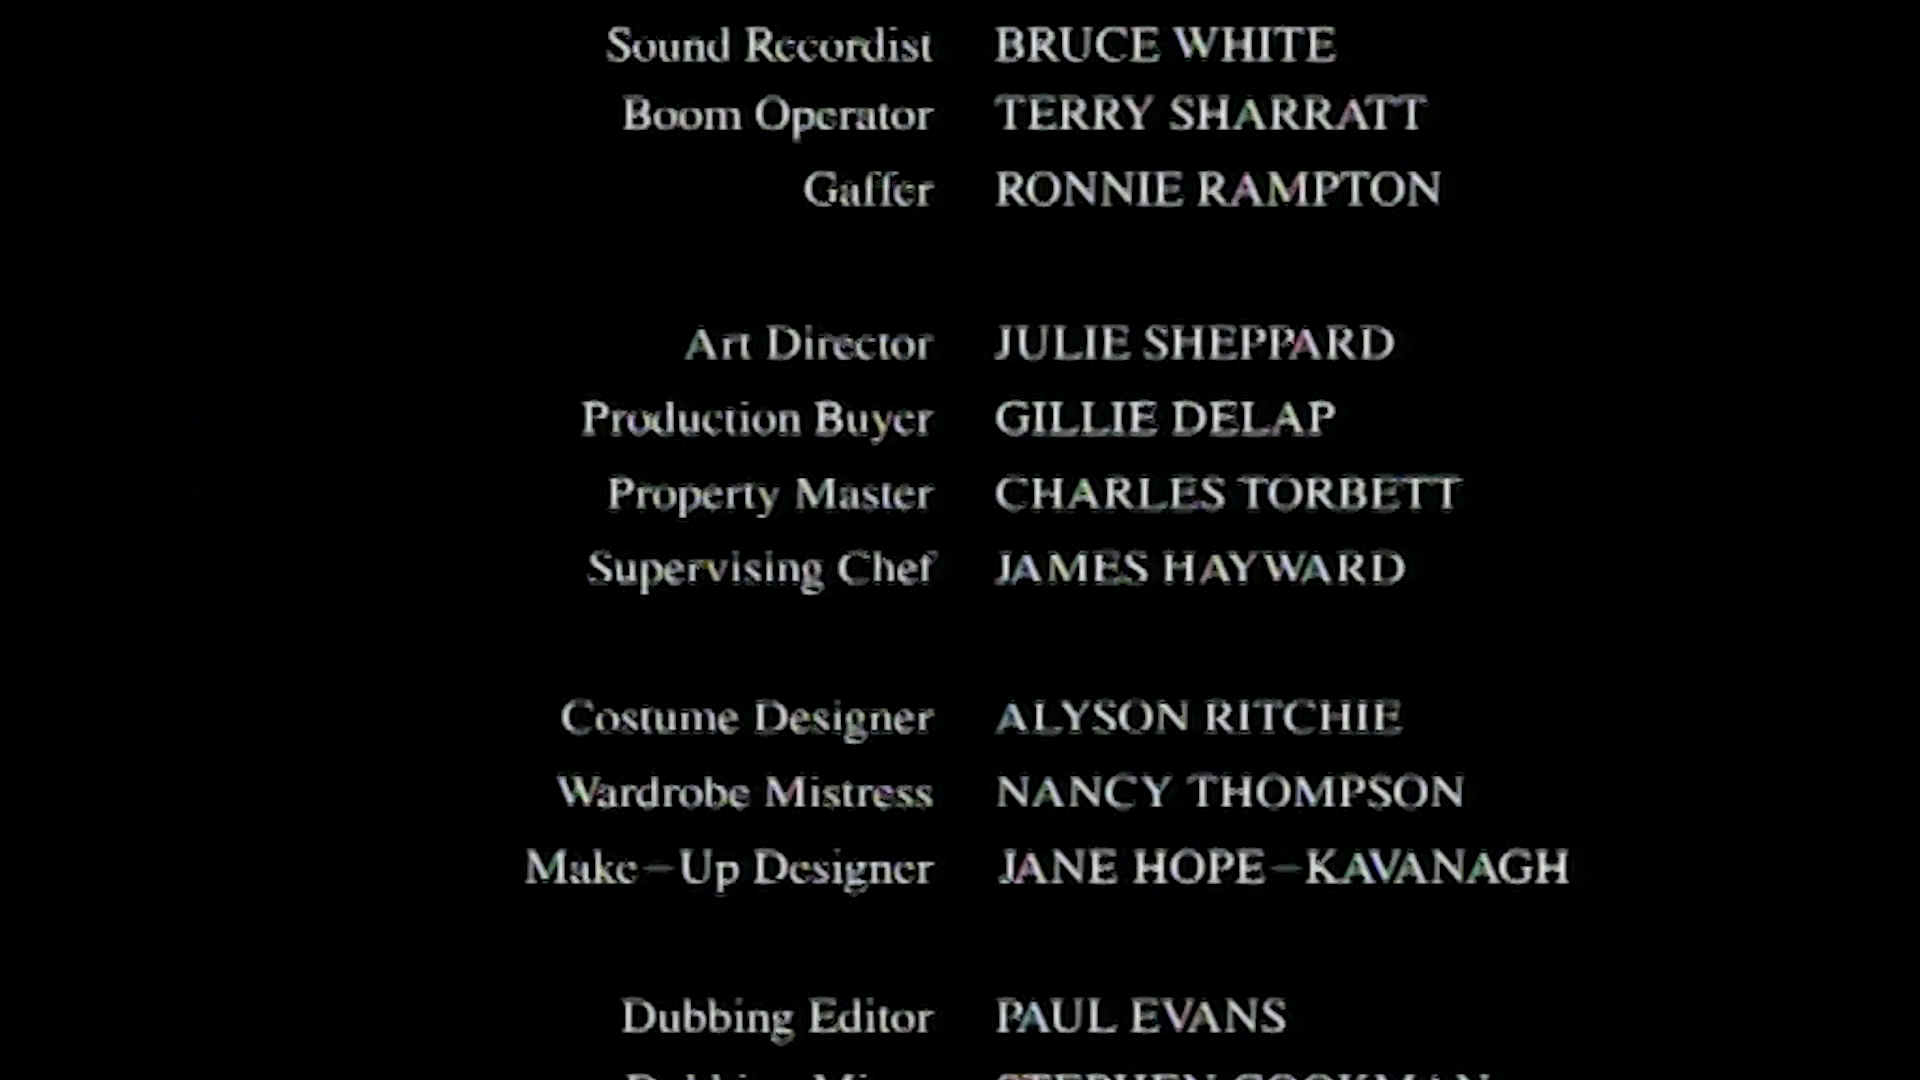 Sound Recordist BRUCE WHITE
Boom Operator TERRY SHARRATT
Gaffer RONNIE RAMPTON
Art Director JULIE SHEPPARD
Production Buyer GILLIE DELAP
Property Master CHARLES TORBETT
Supervising Chef JAMES HAYWARD
Costume Designer ALYSON RITCHIE
Wardrobe Mistress NANCY THOMPSON
Make-Up Designer JANE HOPE-KAVANAGH
Dubbing Editor PAUL EVANS